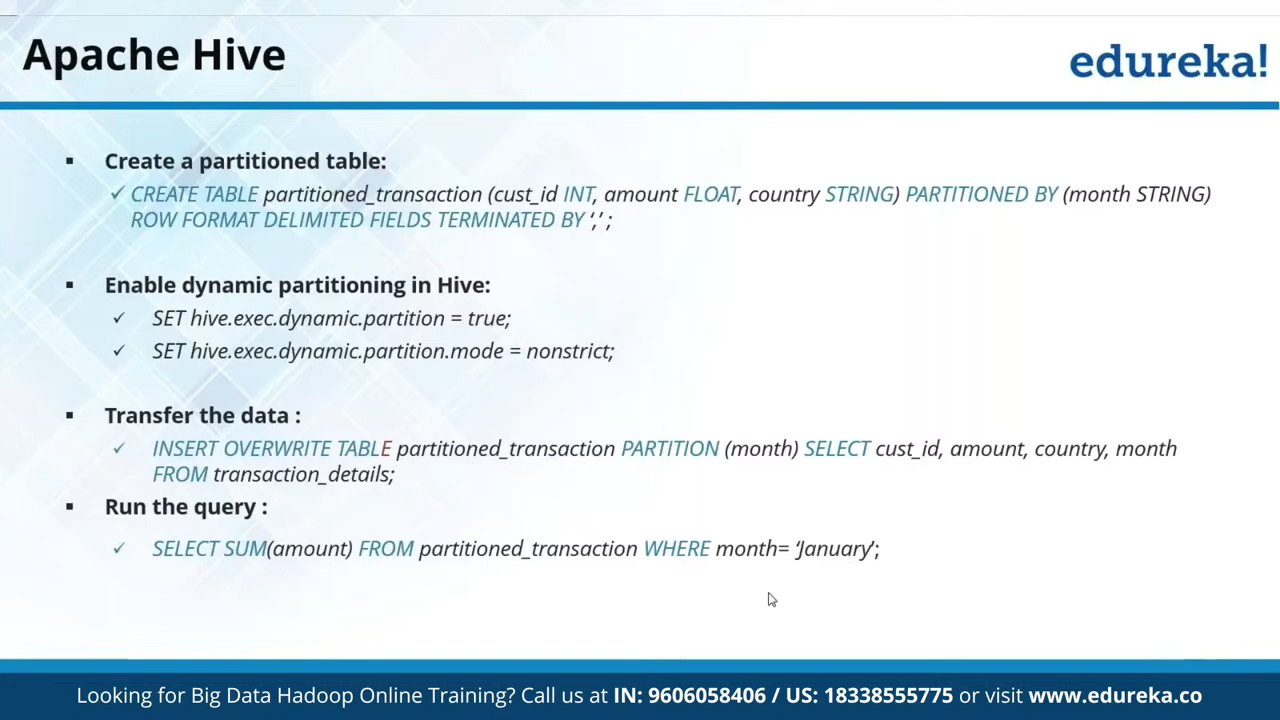 Apache Hive
edureka!
▪ Create a partitioned table:
✓ CREATE TABLE partitioned_transaction (cust_id INT, amount FLOAT, country STRING) PARTITIONED BY (month STRING)
ROW FORMAT DELIMITED FIELDS TERMINATED BY ‘,’ ;
▪ Enable dynamic partitioning in Hive:
✓ SET hive.exec.dynamic.partition = true;
✓ SET hive.exec.dynamic.partition.mode = nonstrict;
▪ Transfer the data :
✓ INSERT OVERWRITE TABLE partitioned_transaction PARTITION (month) SELECT cust_id, amount, country, month
FROM transaction_details;
▪ Run the query :
✓ SELECT SUM(amount) FROM partitioned_transaction WHERE month= ‘January’;
Looking for Big Data Hadoop Online Training? Call us at IN: 9606058406 / US: 18338555775 or visit www.edureka.co